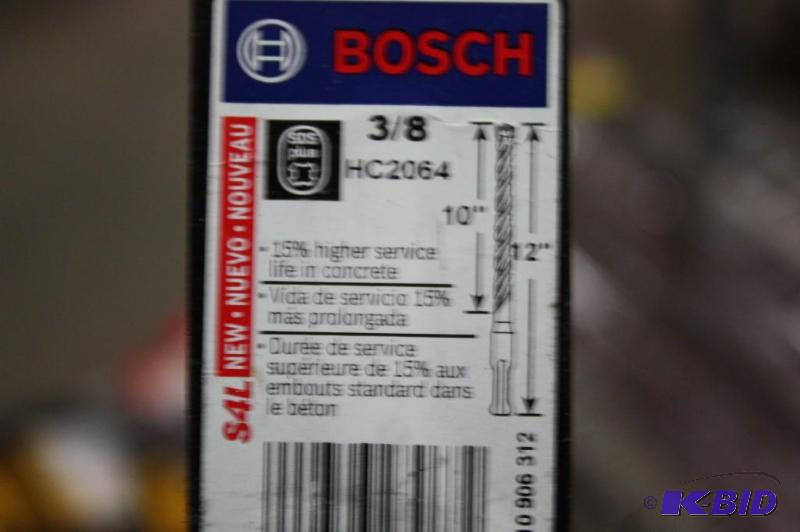 BOSCH
3/8
SDS
plus
HC2064
10"
12"
S4L NEW • NUEVO • NOUVEAU
• 15% higher service
life in concrete
• Vida de servicio 15%
más prolongada
• Durée de service
supérieure de 15% aux
embouts standard dans
le béton
10 906 312
© K-BID